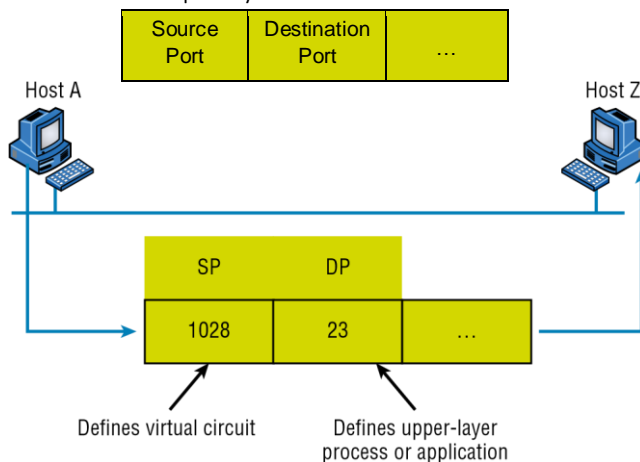 Source
Port
Destination
Port
...
Host A
Host Z
SP
DP
1028
23
...
Defines virtual circuit
Defines upper-layer
process or application